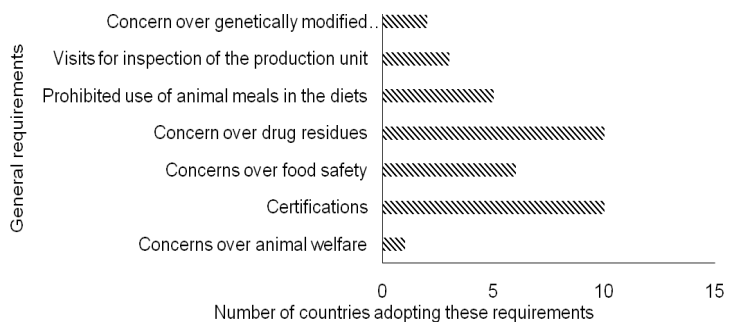 General requirements
Concern over genetically modified..
Visits for inspection of the production unit
Prohibited use of animal meals in the diets
Concern over drug residues
Concerns over food safety
Certifications
Concerns over animal welfare
0 5 10 15
Number of countries adopting these requirements